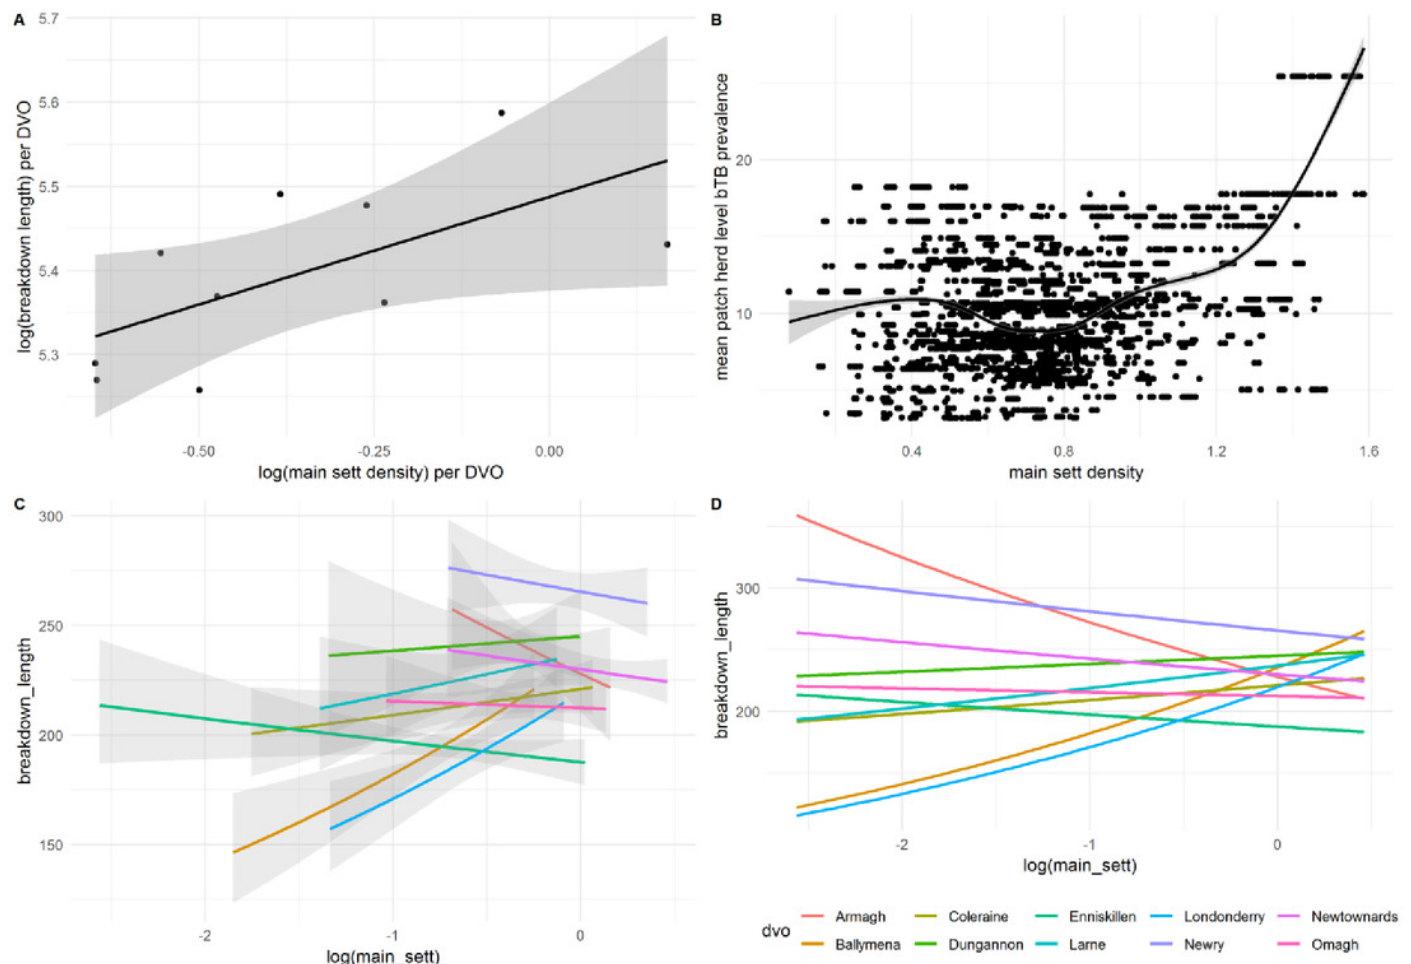 A
5.7
5.6
5.5
5.4
5.3
log(breakdown length) per DVO
-0.50 -0.25 0.00
log(main sett density) per DVO
B
20
10
mean patch herd level bTB prevalence
0.4 0.8 1.2 1.6
main sett density
C
300
250
200
150
breakdown_length
-2 -1 0
log(main_sett)
D
300
200
breakdown_length
-2 -1 0
log(main_sett)
dvo
Armagh Coleraine Enniskillen Londonderry Newtownards
Ballymena Dungannon Larne Newry Omagh